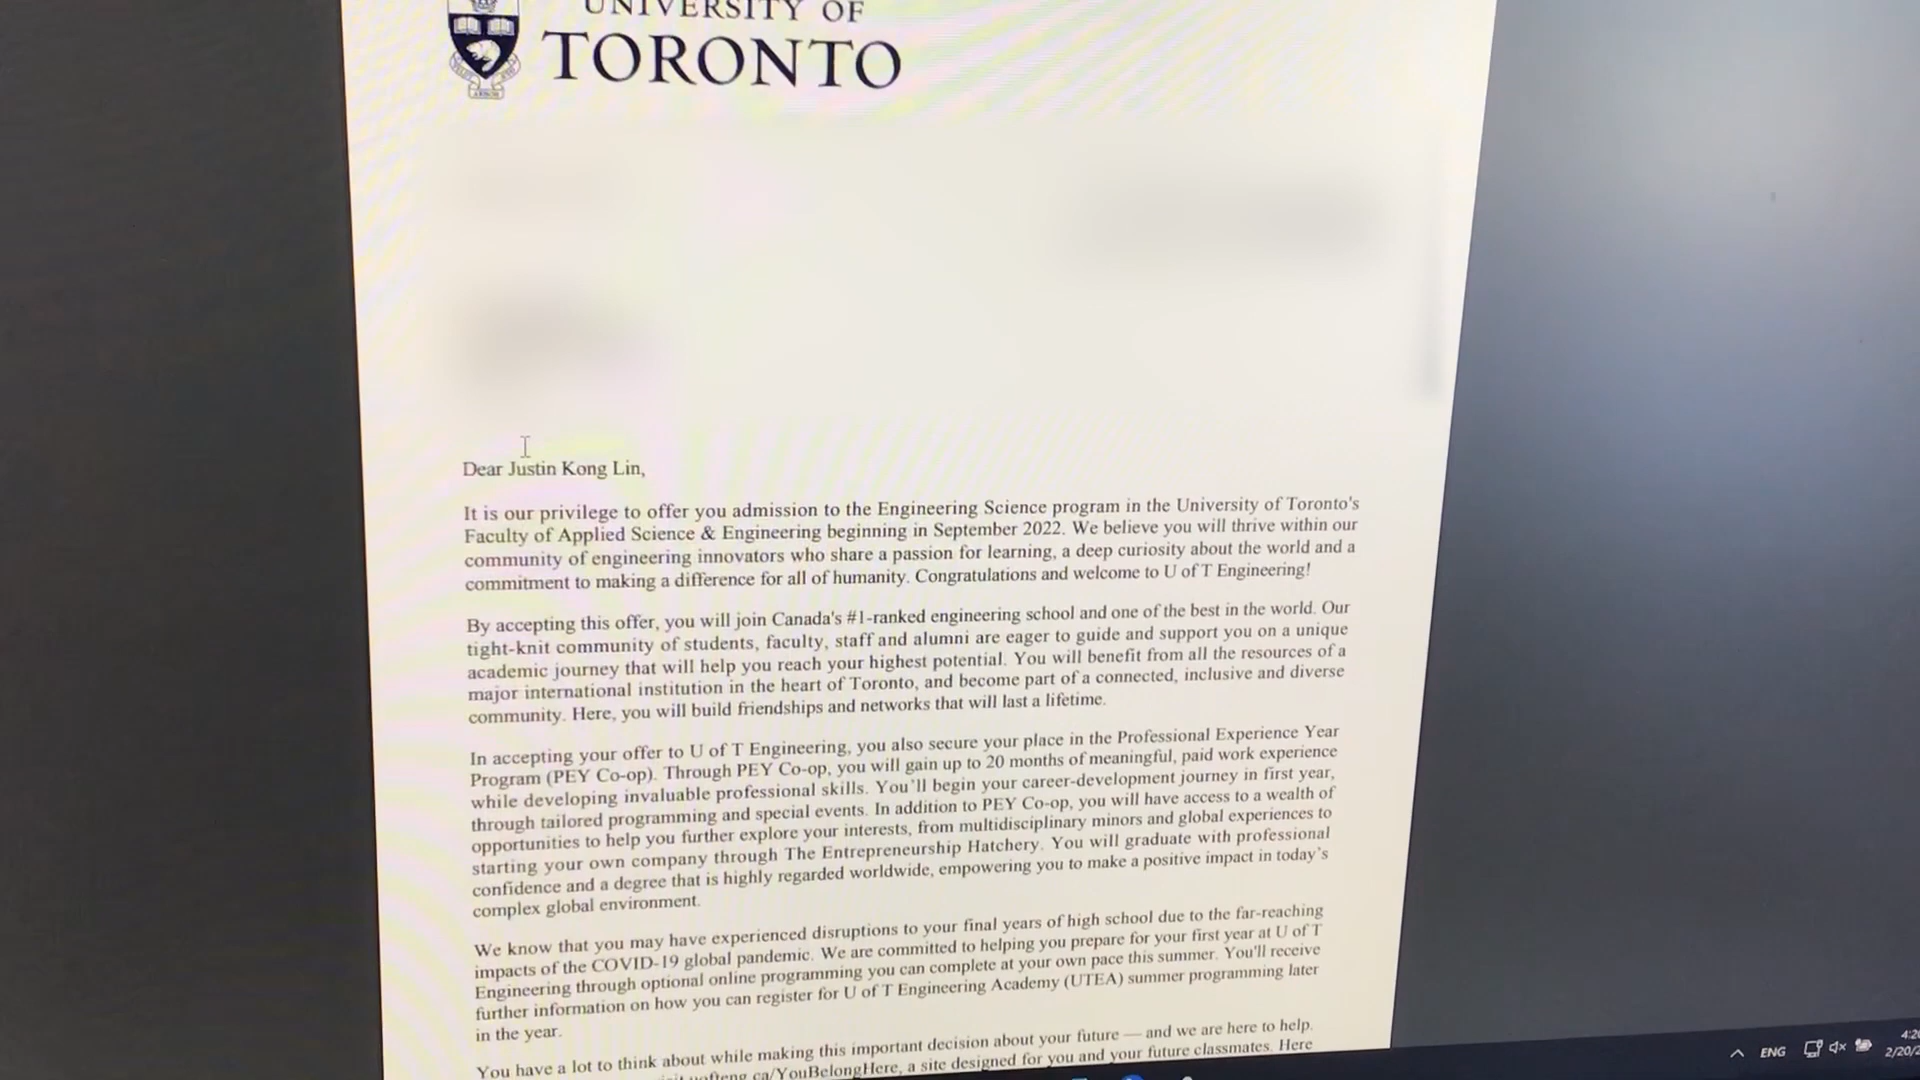 UNIVERSITY OF
TORONTO
Dear Justin Kong Lin,
It is our privilege to offer you admission to the Engineering Science program in the University of Toronto's
Faculty of Applied Science & Engineering beginning in September 2022. We believe you will thrive within our
community of engineering innovators who share a passion for learning, a deep curiosity about the world and a
commitment to making a difference for all of humanity. Congratulations and welcome to U of T Engineering!
By accepting this offer, you will join Canada's #1-ranked engineering school and one of the best in the world. Our
tight-knit community of students, faculty, staff and alumni are eager to guide and support you on a unique
academic journey that will help you reach your highest potential. You will benefit from all the resources of a
major international institution in the heart of Toronto, and become part of a connected, inclusive and diverse
community. Here, you will build friendships and networks that will last a lifetime.
In accepting your offer to U of T Engineering, you also secure your place in the Professional Experience Year
Program (PEY Co-op). Through PEY Co-op, you will gain up to 20 months of meaningful, paid work experience
while developing invaluable professional skills. You'll begin your career-development journey in first year,
through tailored programming and special events. In addition to PEY Co-op, you will have access to a wealth of
opportunities to help you further explore your interests, from multidisciplinary minors and global experiences to
starting your own company through The Entrepreneurship Hatchery. You will graduate with professional
confidence and a degree that is highly regarded worldwide, empowering you to make a positive impact in today's
complex global environment.
We know that you may have experienced disruptions to your final years of high school due to the far-reaching
impacts of the COVID-19 global pandemic. We are committed to helping you prepare for your first year at U of T
Engineering through optional online programming you can complete at your own pace this summer. You'll receive
further information on how you can register for U of T Engineering Academy (UTEA) summer programming later
in the year.
You have a lot to think about while making this important decision about your future — and we are here to help.
uofteng.ca/YouBelongHere, a site designed for you and your future classmates. Here
ENG
4:20
2/20/2